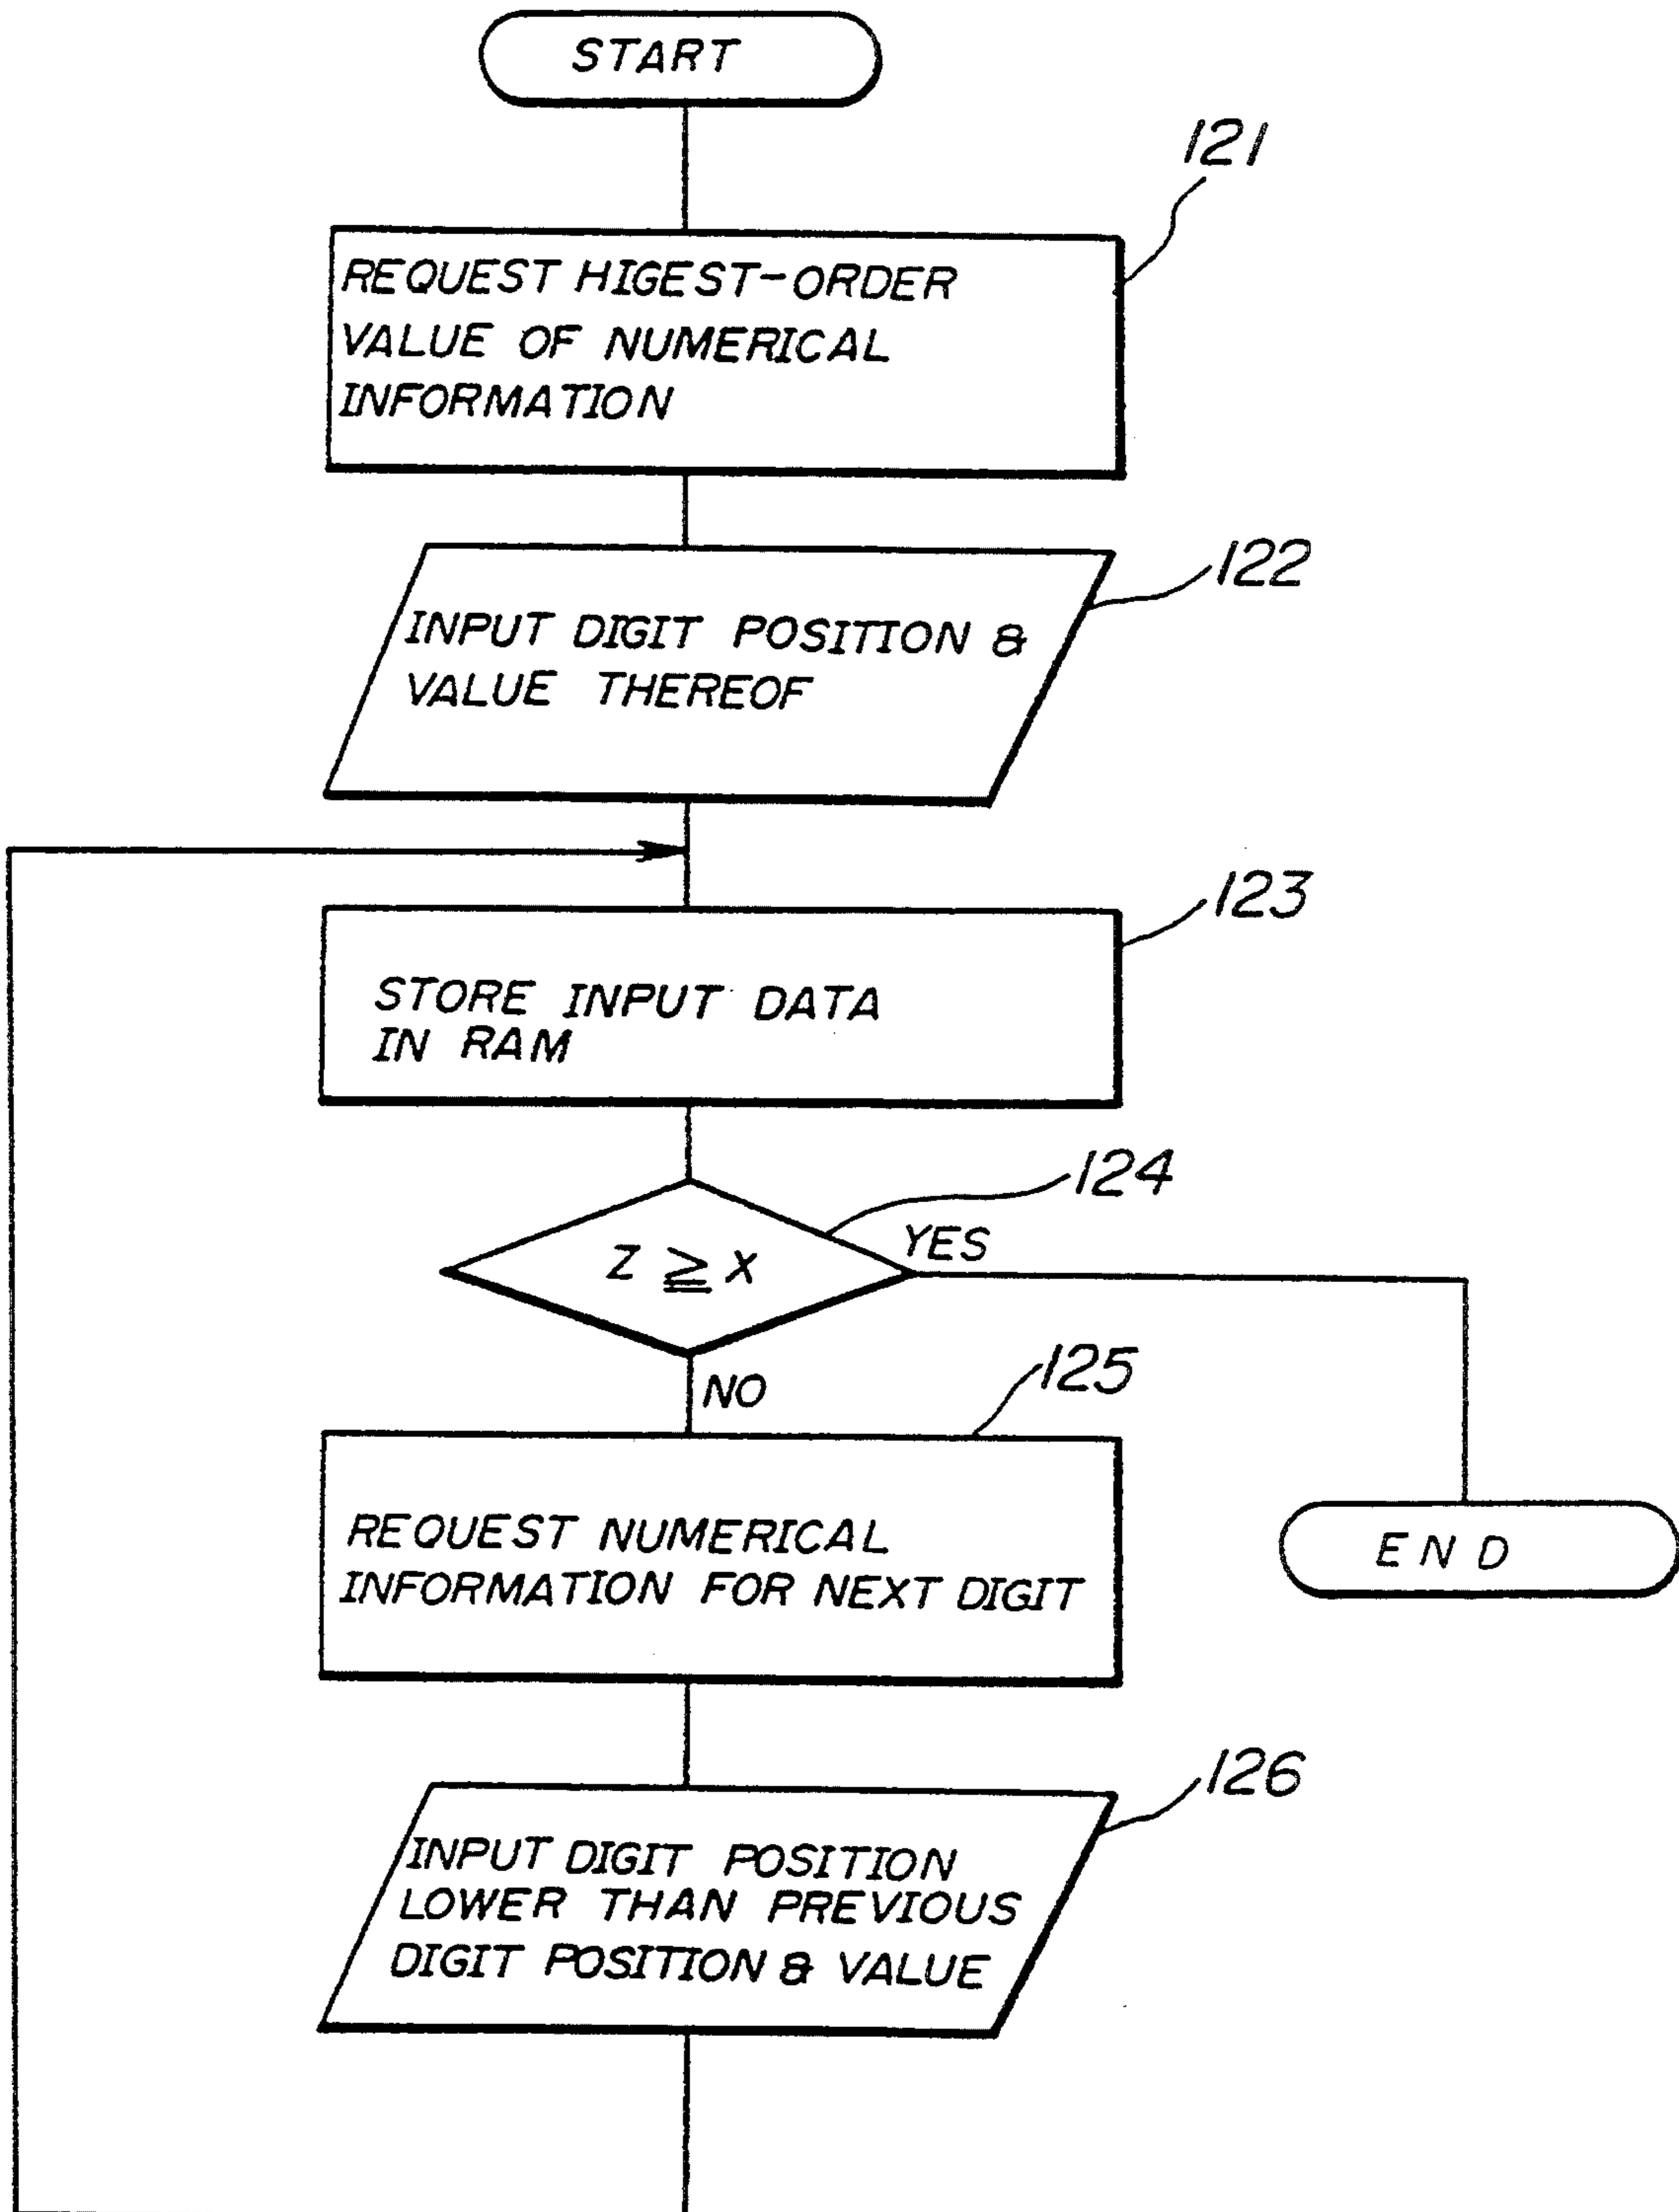 START
121
REQUEST HIGEST-ORDER
VALUE OF NUMERICAL
INFORMATION
122
INPUT DIGIT POSITION &
VALUE THEREOF
123
STORE INPUT DATA
IN RAM
124
Z ≧ X
YES
NO
125
REQUEST NUMERICAL
INFORMATION FOR NEXT DIGIT
END
126
INPUT DIGIT POSITION
LOWER THAN PREVIOUS
DIGIT POSITION & VALUE